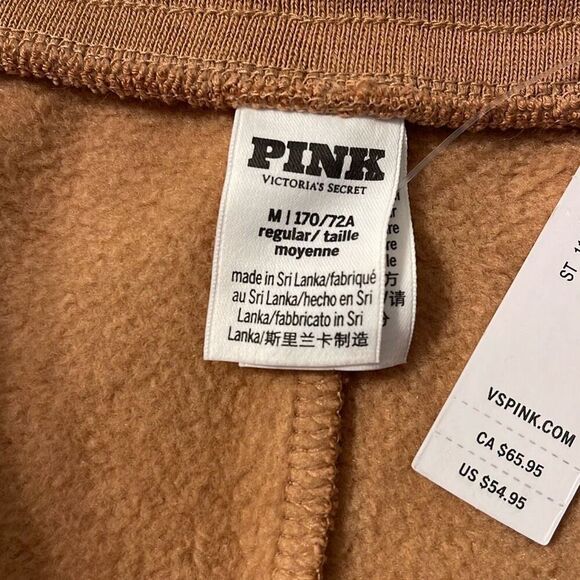 PINK
VICTORIA'S SECRET
M | 170/72A
regular/ taille
moyenne
made in Sri Lanka/fabriqué
au Sri Lanka/hecho en Sri
Lanka/fabbricato in Sri
Lanka/斯里兰卡制造
ST
VSPINK.COM
CA $65.95
US $54.95